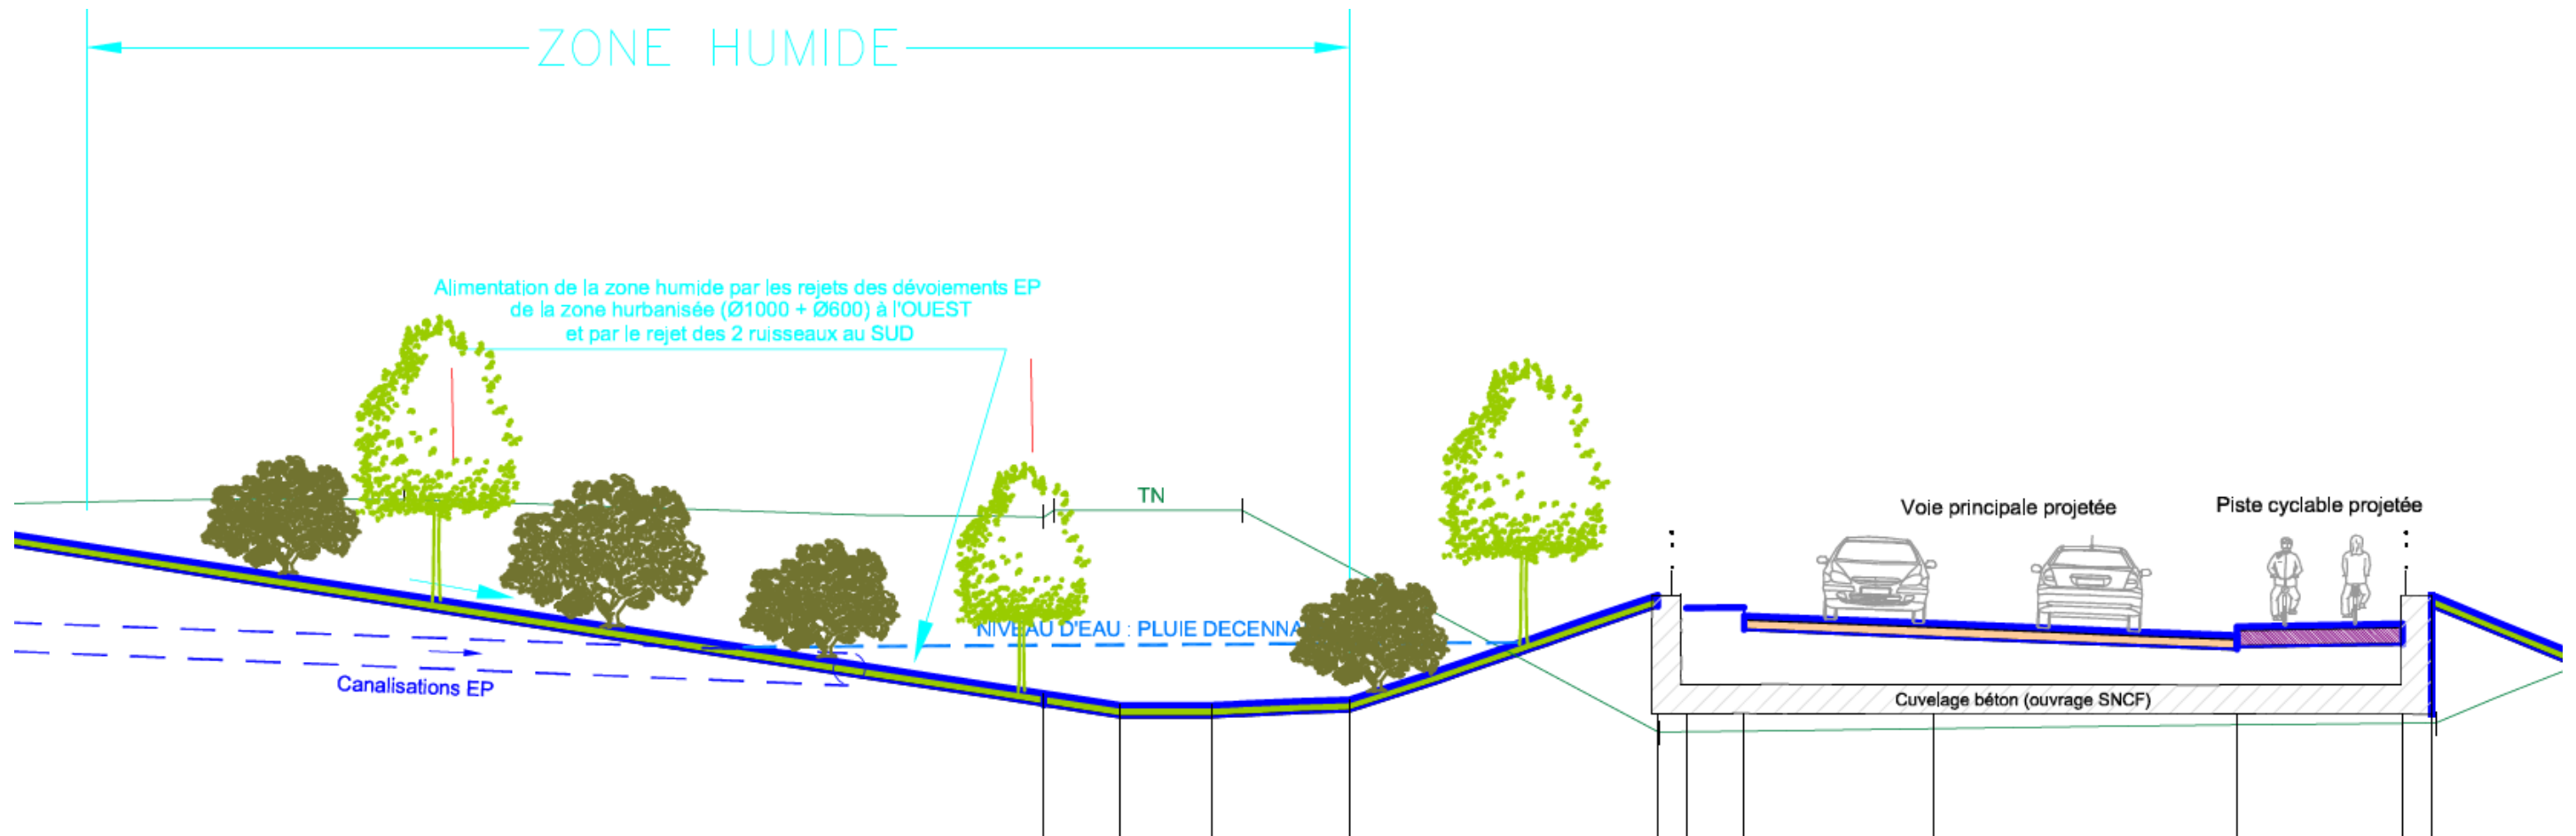 ZONE HUMIDE
Alimentation de la zone humide par les rejets des dévoiements EP
de la zone hurbanisée (Ø1000 + Ø600) à l'OUEST
et par le rejet des 2 ruisseaux au SUD
TN
Voie principale projetée
Piste cyclable projetée
NIVEAU D'EAU : PLUIE DECENNA
Canalisations EP
Cuvelage béton (ouvrage SNCF)